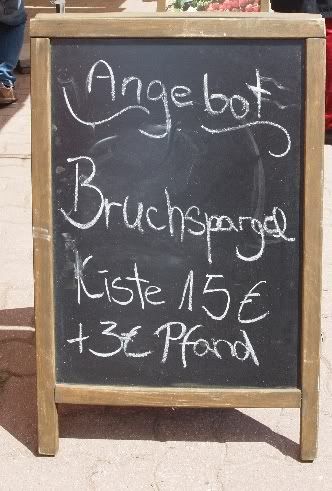 Angebot
Bruchspargel
Kiste 15€
+3€ Pfand